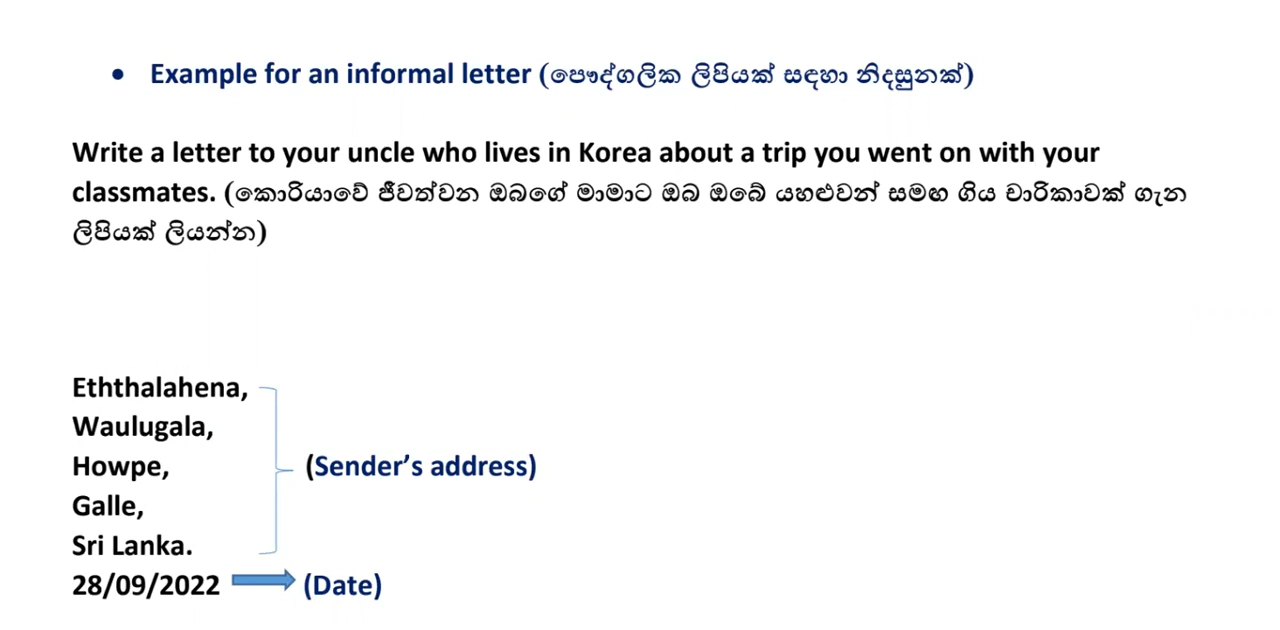 • Example for an informal letter (පෞද්ගලික ලිපියක් සඳහා නිදසුනක්)
Write a letter to your uncle who lives in Korea about a trip you went on with your
classmates. (කොරියාවේ ජීවත්වන ඔබගේ මාමාට ඔබ ඔබේ යහළුවන් සමඟ ගිය චාරිකාවක් ගැන
ලිපියක් ලියන්න)
Eththalahena,
Waulugala,
Howpe,
(Sender’s address)
Galle,
Sri Lanka.
28/09/2022 (Date)